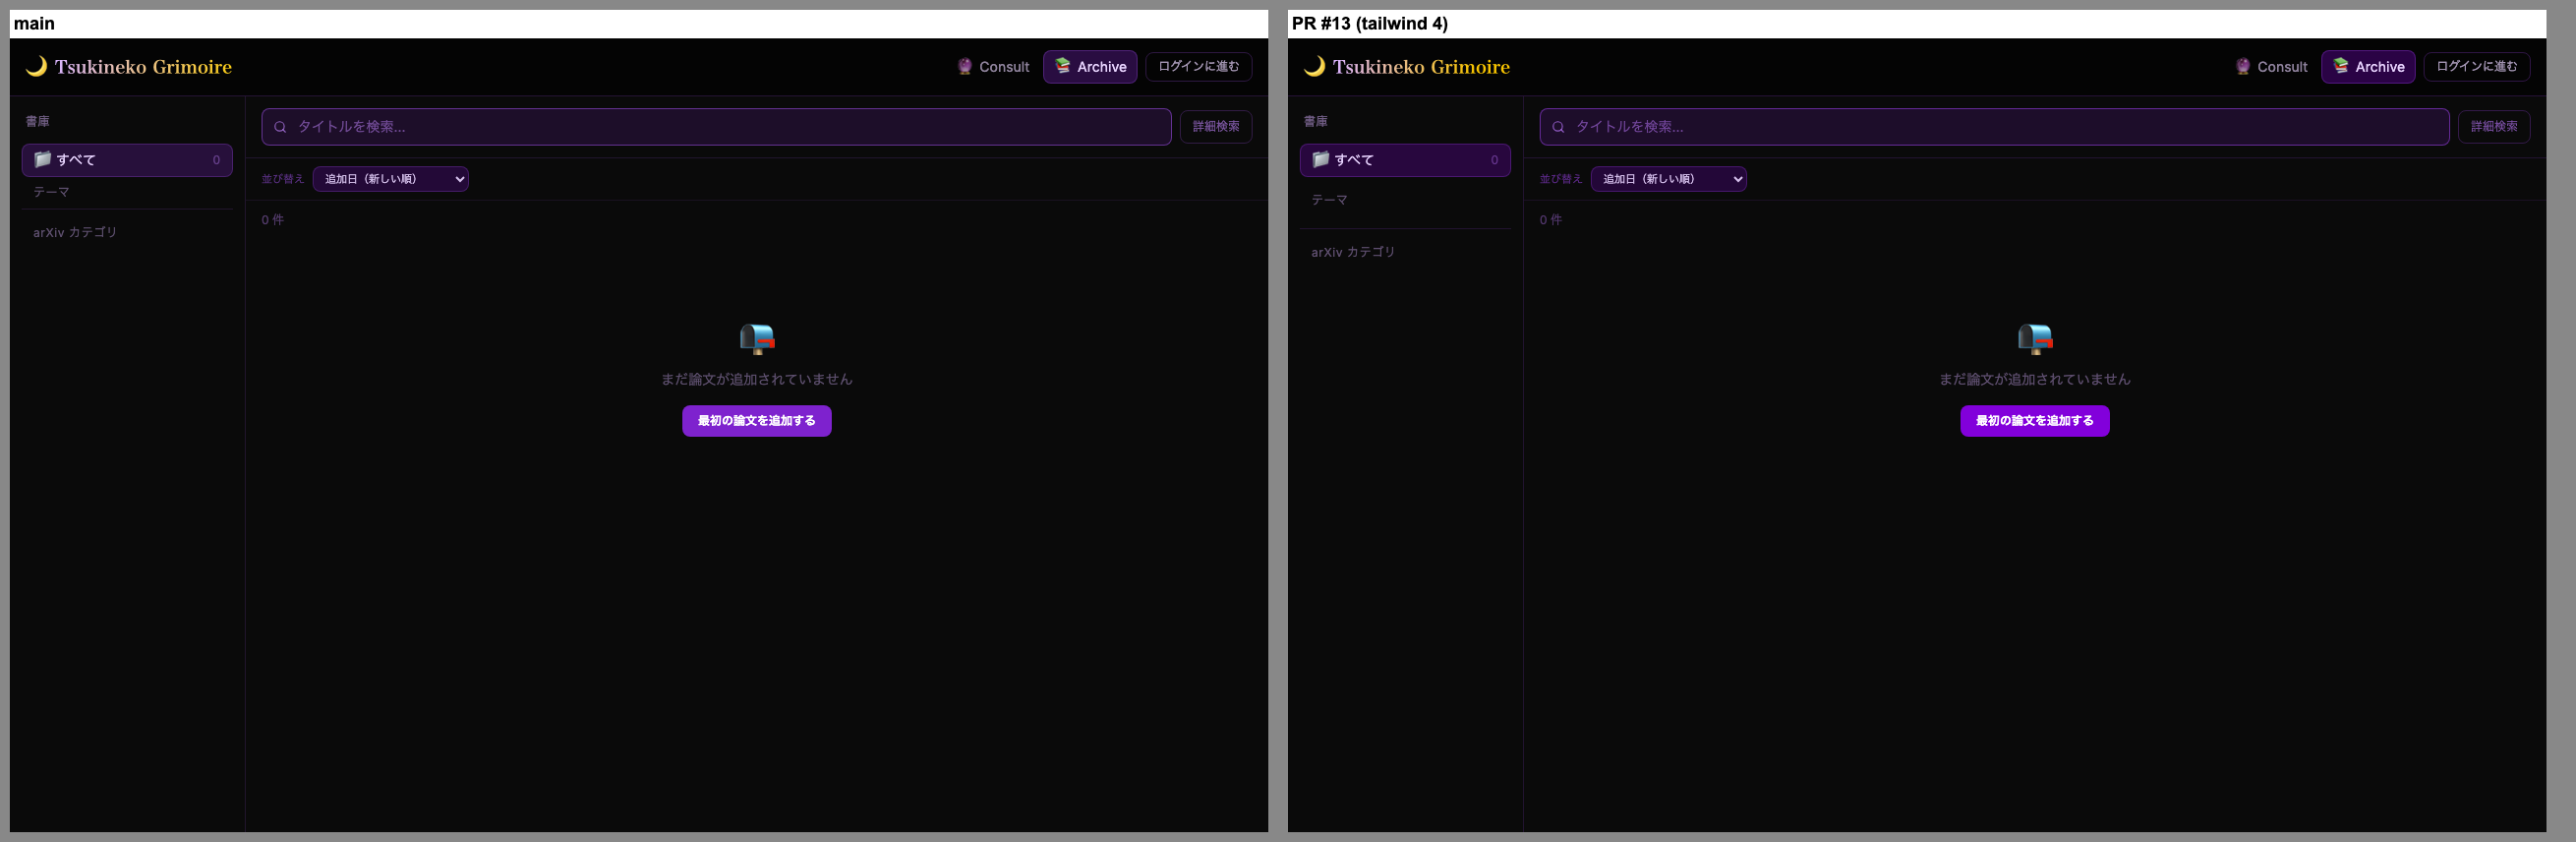 main
🌙 Tsukineko Grimoire
🔮 Consult
📚 Archive
ログインに進む
書庫
📁 すべて 0
テーマ
arXiv カテゴリ
タイトルを検索...
詳細検索
並び替え
追加日（新しい順）
0 件
まだ論文が追加されていません
最初の論文を追加する
PR #13 (tailwind 4)
🌙 Tsukineko Grimoire
🔮 Consult
📚 Archive
ログインに進む
書庫
📁 すべて 0
テーマ
arXiv カテゴリ
タイトルを検索...
詳細検索
並び替え
追加日（新しい順）
0 件
まだ論文が追加されていません
最初の論文を追加する